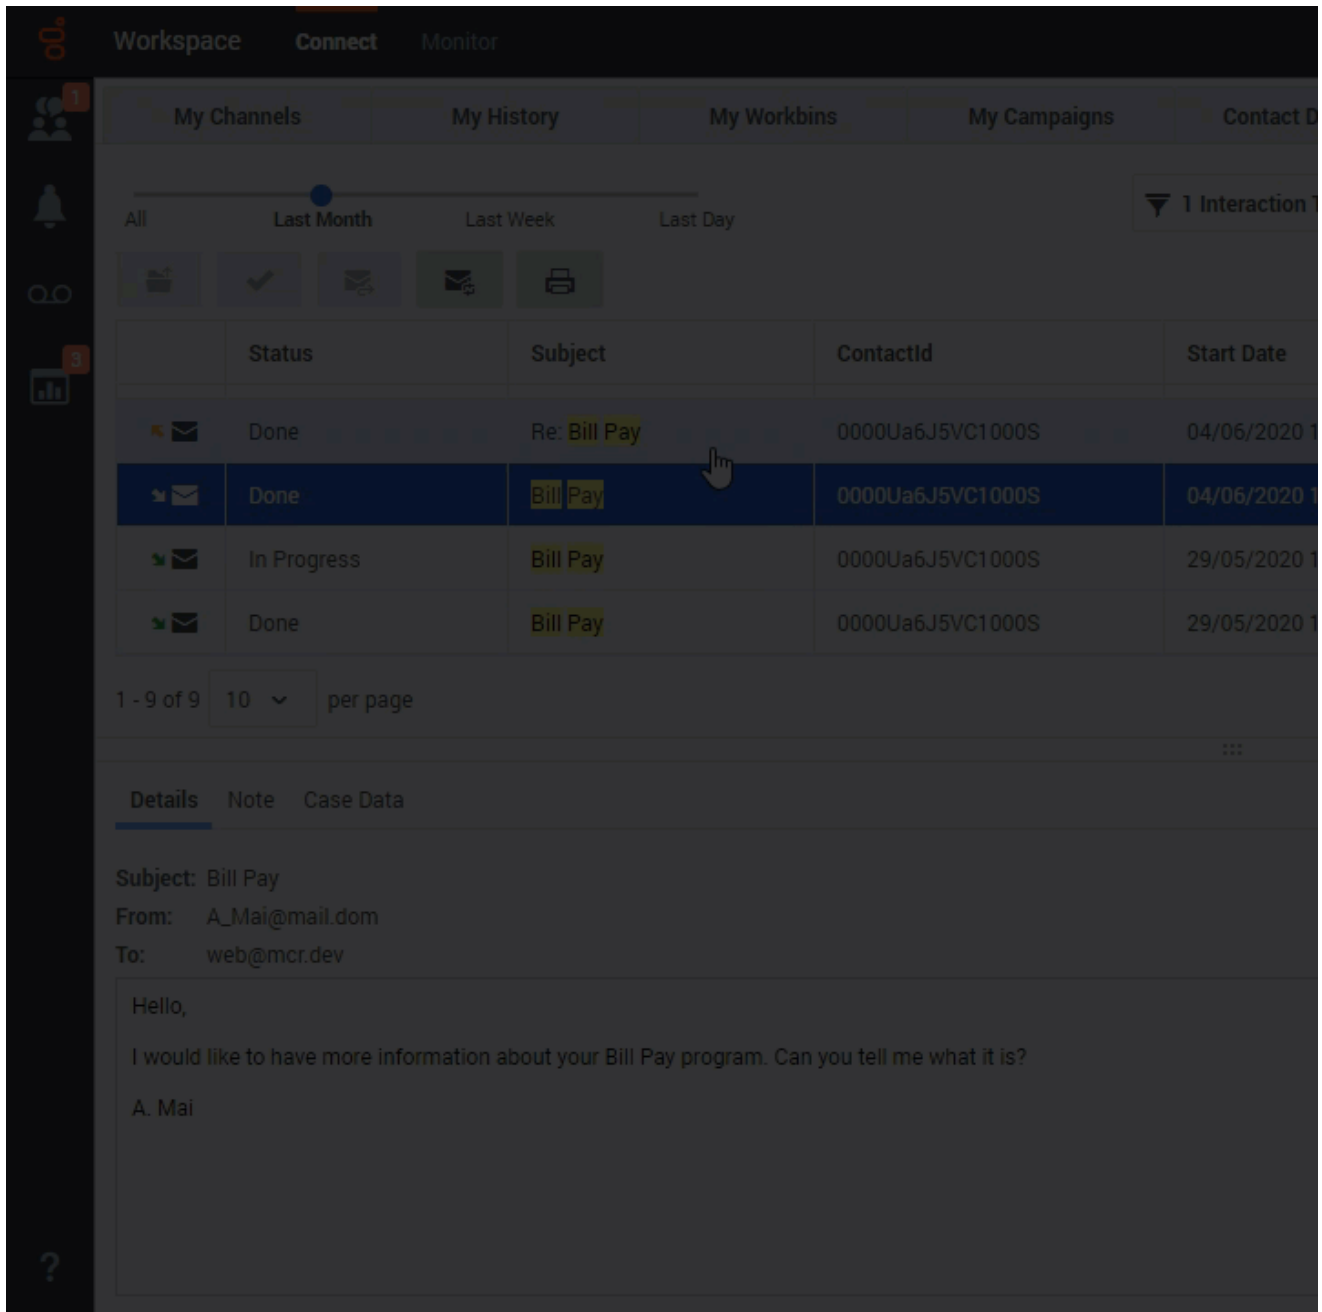 Workspace Connect Monitor
1
My Channels My History My Workbins My Campaigns Contact D
All Last Month Last Week Last Day
1 Interaction T
3
Status Subject ContactId Start Date
Done Re: Bill Pay 0000Ua6J5VC1000S 04/06/2020 1
Done Bill Pay 0000Ua6J5VC1000S 04/06/2020 1
In Progress Bill Pay 0000Ua6J5VC1000S 29/05/2020 1
Done Bill Pay 0000Ua6J5VC1000S 29/05/2020 1
1 - 9 of 9 10 per page
Details Note Case Data
Subject: Bill Pay
From: A_Mai@mail.dom
To: web@mcr.dev
Hello,
I would like to have more information about your Bill Pay program. Can you tell me what it is?
A. Mai
?